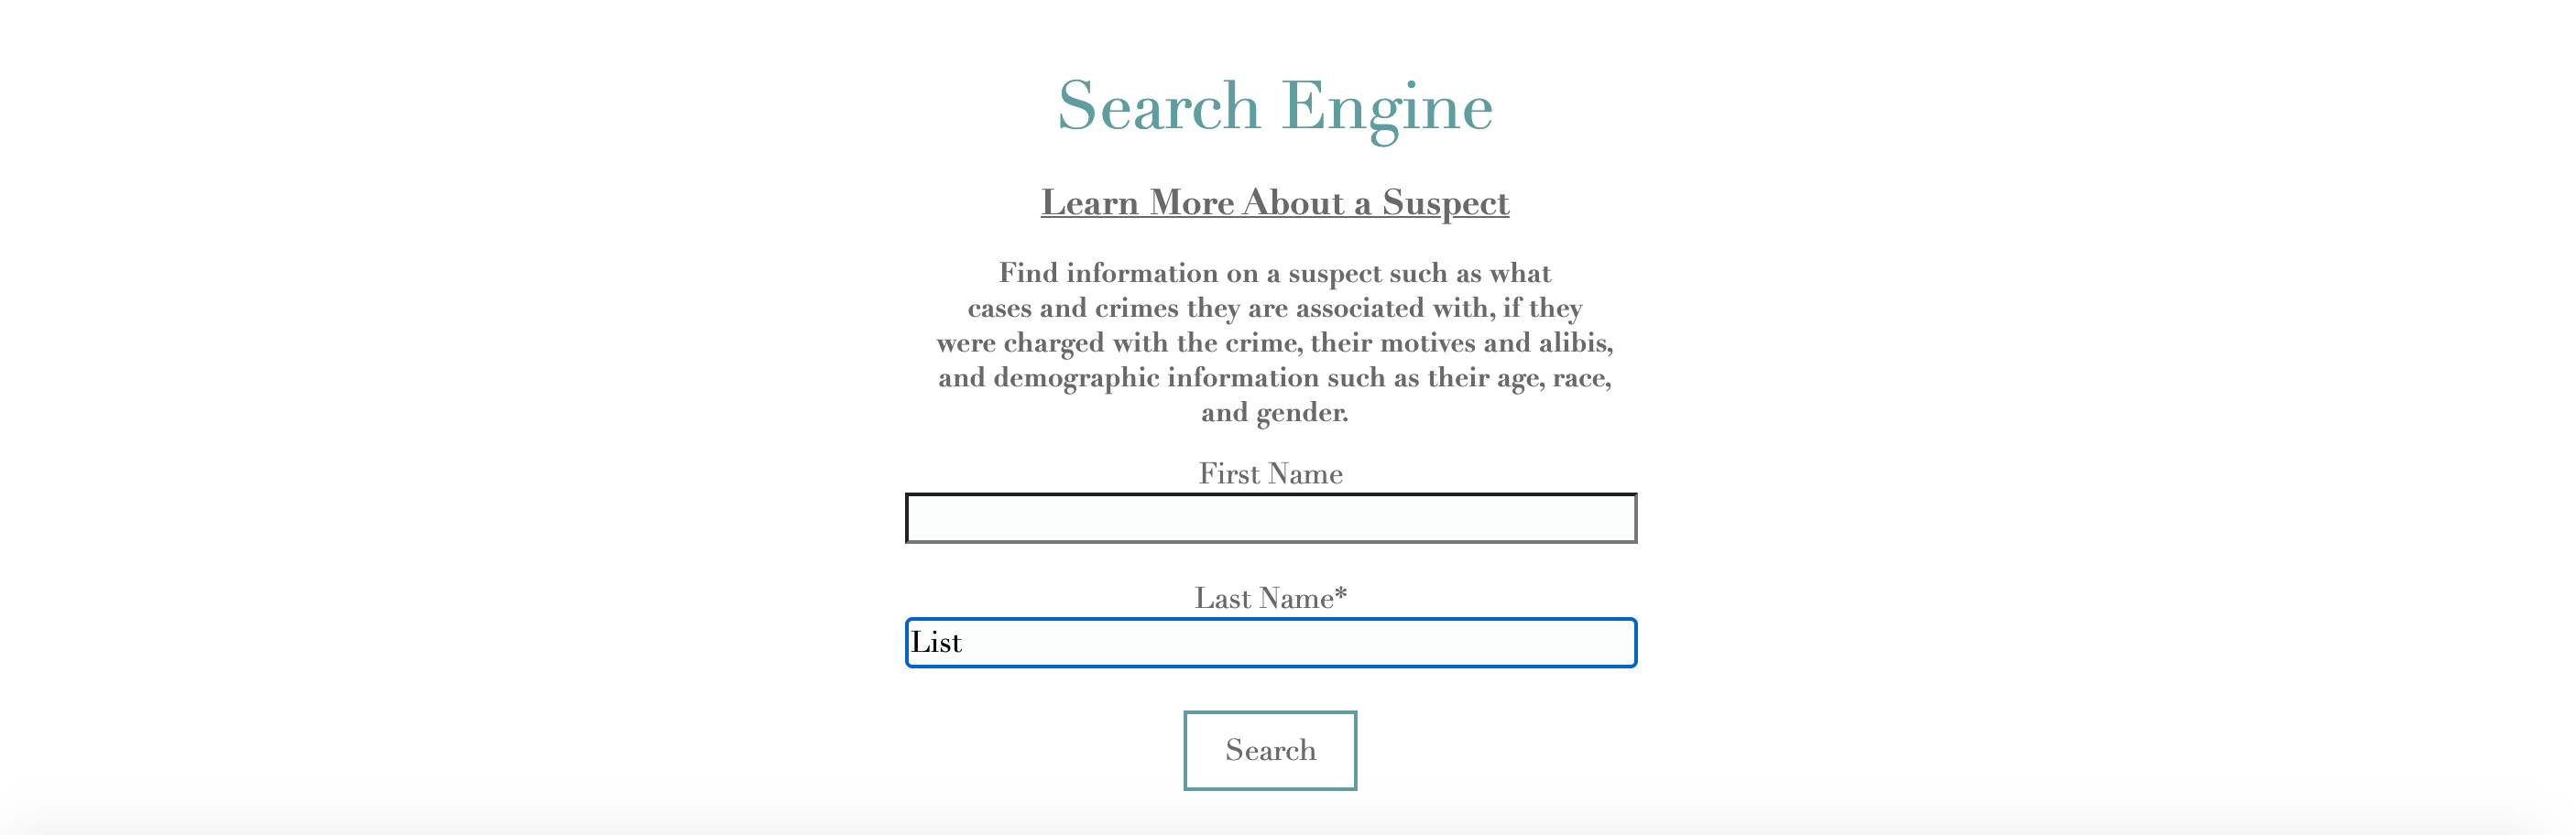 Search Engine
Learn More About a Suspect
Find information on a suspect such as what
cases and crimes they are associated with, if they
were charged with the crime, their motives and alibis,
and demographic information such as their age, race,
and gender.
First Name
Last Name*
List
Search